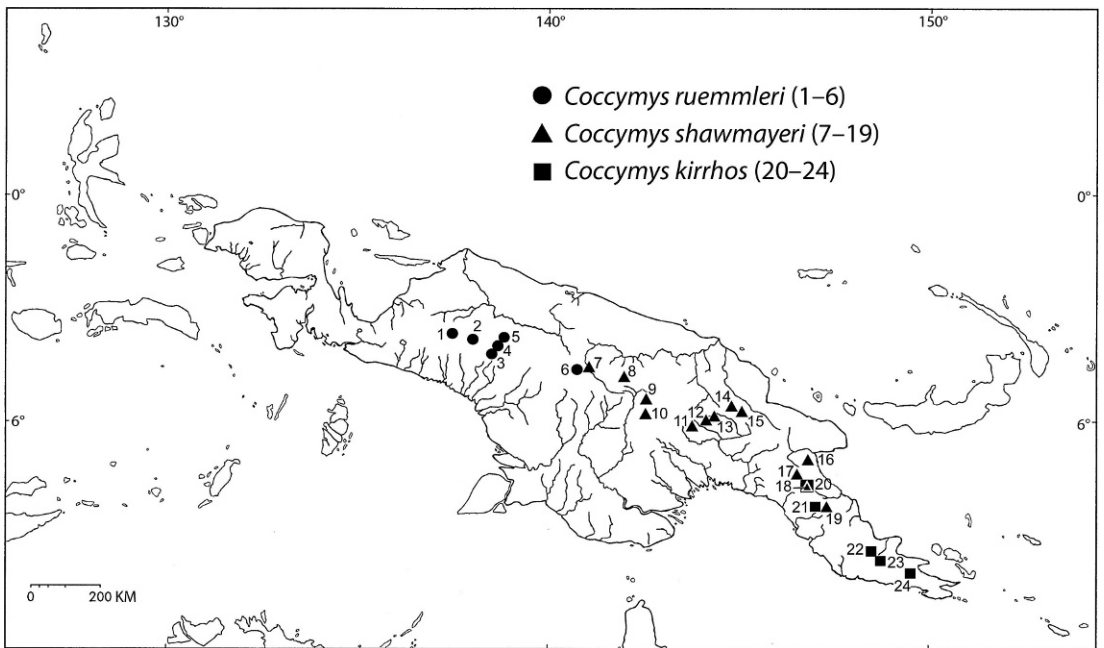 130° 140° 150°
Coccymys ruemmleri (1–6)
Coccymys shawmayeri (7–19)
Coccymys kirrhos (20–24)
0° 0°
1 2 5
4
3
6 7 8
9
10
14
12
11 13 15
6° 6°
16
17
18 20
21 19
22
23
24
0 200 KM